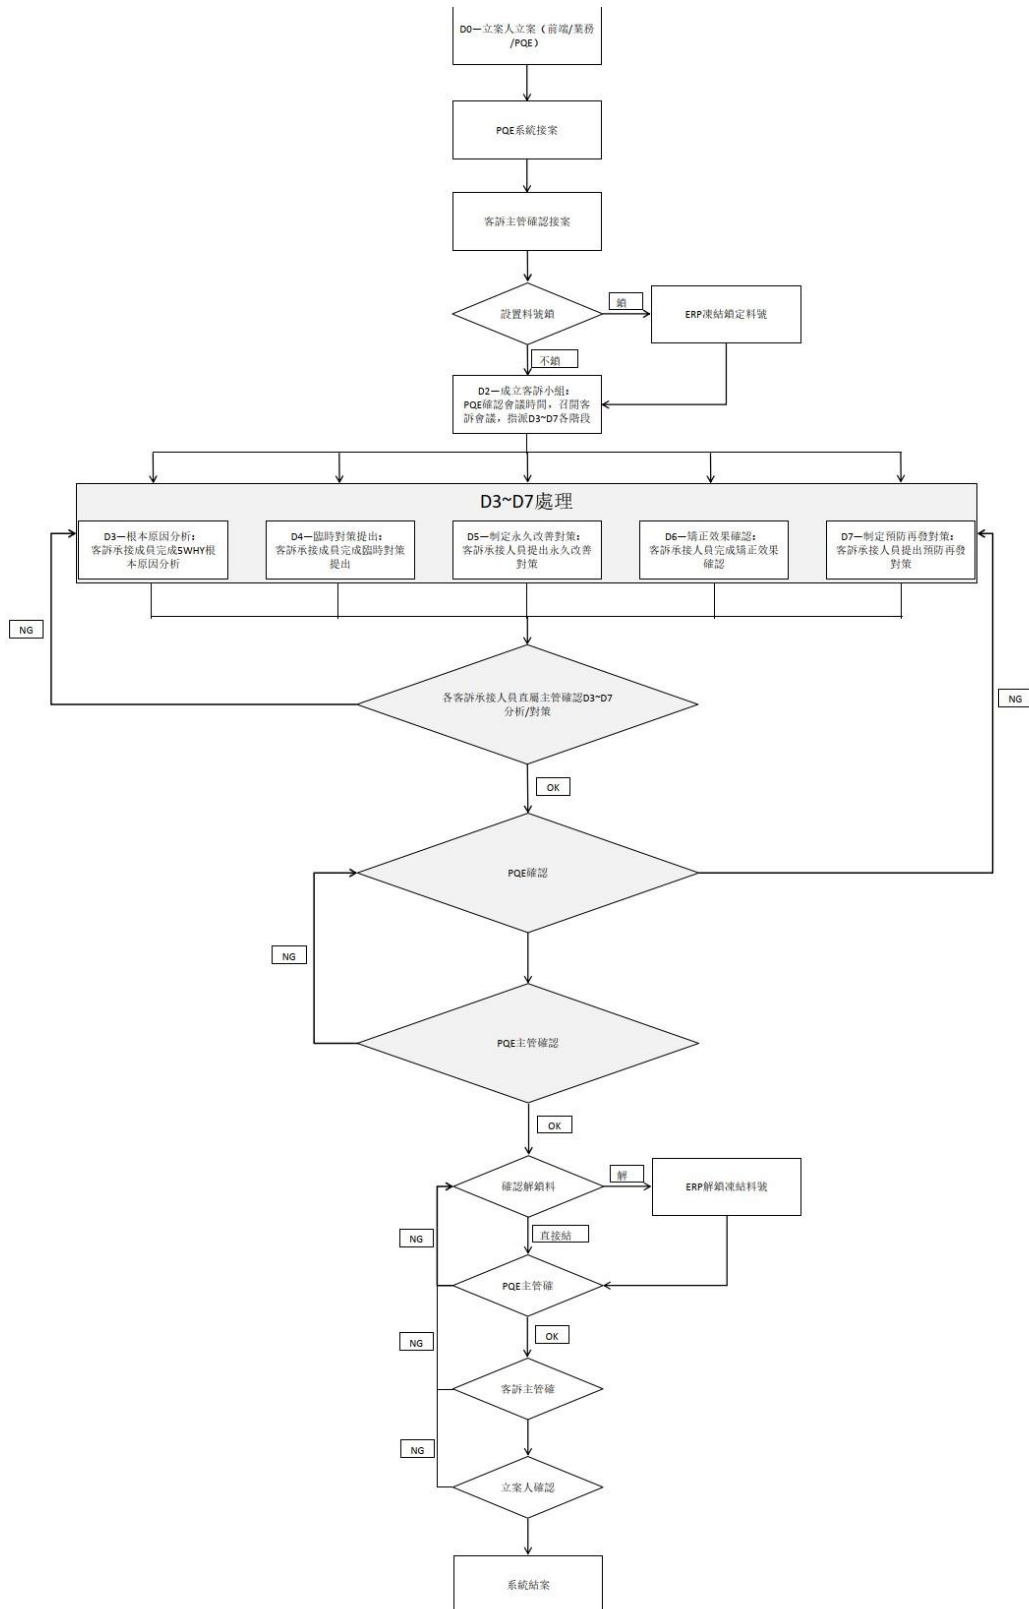 D0—立案人立案（前端/業務
/PQE）
PQE系統接案
客訴主管確認接案
設置料號鎖
鎖
ERP凍結鎖定料號
不鎖
D2—成立客訴小組：
PQE確認會議時間，召開客
訴會議，指派D3~D7各階段
D3~D7處理
D3—根本原因分析：
客訴承接成員完成5WHY根
本原因分析
D4—臨時對策提出：
客訴承接成員完成臨時對策
提出
D5—制定永久改善對策：
客訴承接人員提出永久改善
對策
D6—矯正效果確認：
客訴承接人員完成矯正效果
確認
D7—制定預防再發對策：
客訴承接人員提出預防再發
對策
NG
各客訴承接人員直屬主管確認D3~D7
分析/對策
NG
OK
PQE確認
NG
PQE主管確認
OK
確認解鎖料
解
ERP解鎖凍結料號
NG
直接結
PQE主管確
OK
NG
客訴主管確
NG
立案人確認
系統結案